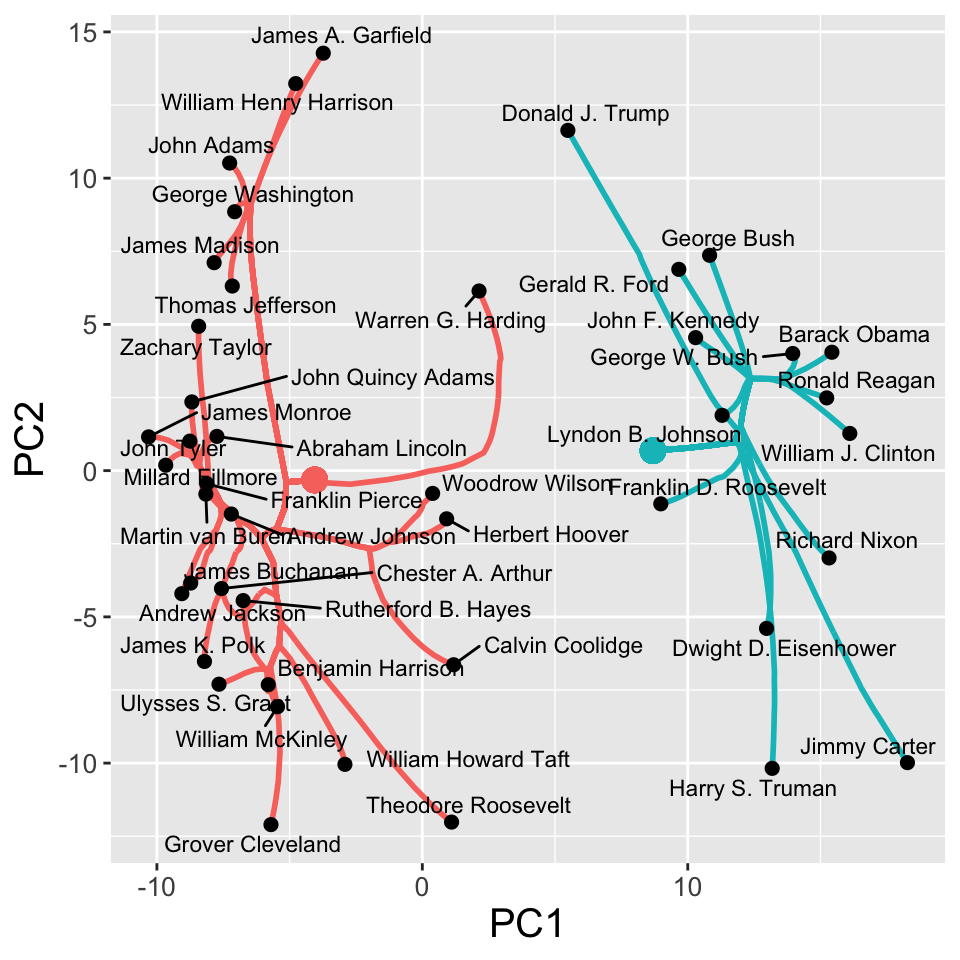 James A. Garfield
15
William Henry Harrison
Donald J. Trump
John Adams
10
George Washington
George Bush
James Madison
Gerald R. Ford
Thomas Jefferson
Warren G. Harding
John F. Kennedy
5
Barack Obama
Zachary Taylor
George W. Bush
John Quincy Adams
Ronald Reagan
James Monroe
John Tyler
Abraham Lincoln
Lyndon B. Johnson
William J. Clinton
0
Millard Fillmore
Woodrow Wilson
Franklin D. Roosevelt
Franklin Pierce
Martin van Buren
Andrew Johnson
Herbert Hoover
Richard Nixon
James Buchanan
Chester A. Arthur
Andrew Jackson
Rutherford B. Hayes
-5
James K. Polk
Calvin Coolidge
Dwight D. Eisenhower
Benjamin Harrison
Ulysses S. Grant
William McKinley
Jimmy Carter
-10
William Howard Taft
Harry S. Truman
Theodore Roosevelt
Grover Cleveland
PC2
-10
0
10
PC1